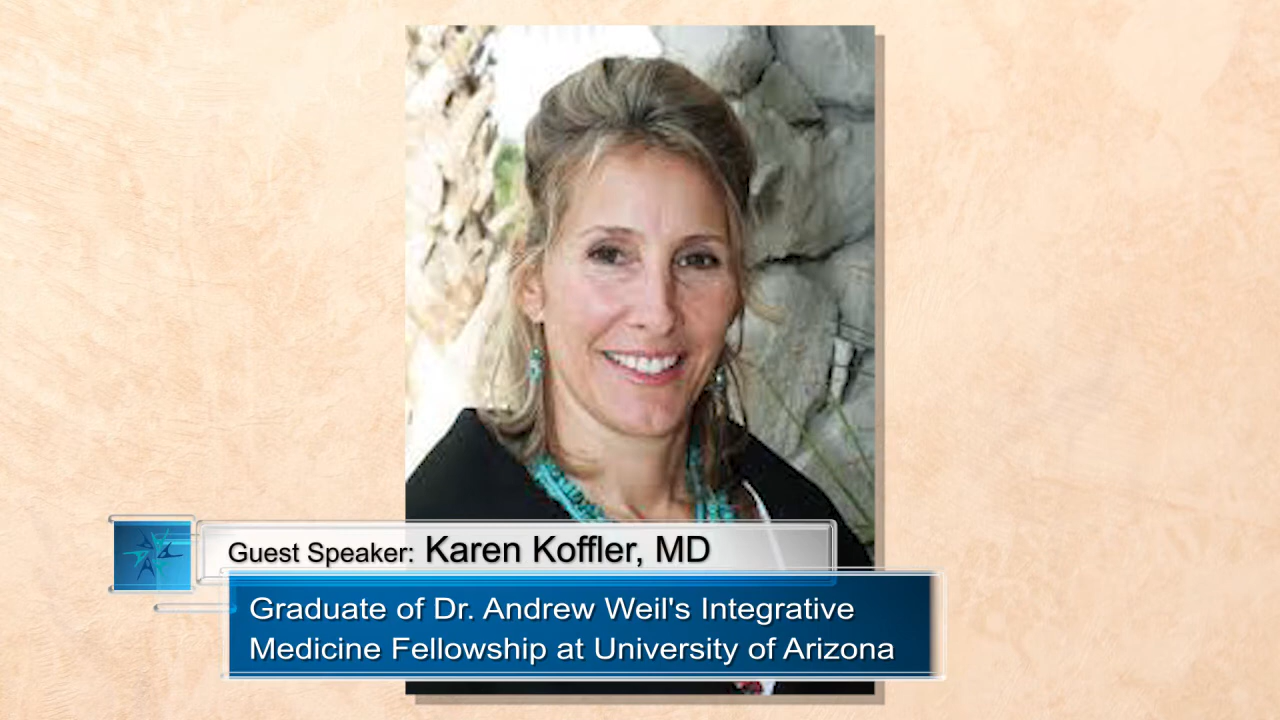 Guest Speaker: Karen Koffler, MD
Graduate of Dr. Andrew Weil's Integrative
Medicine Fellowship at University of Arizona